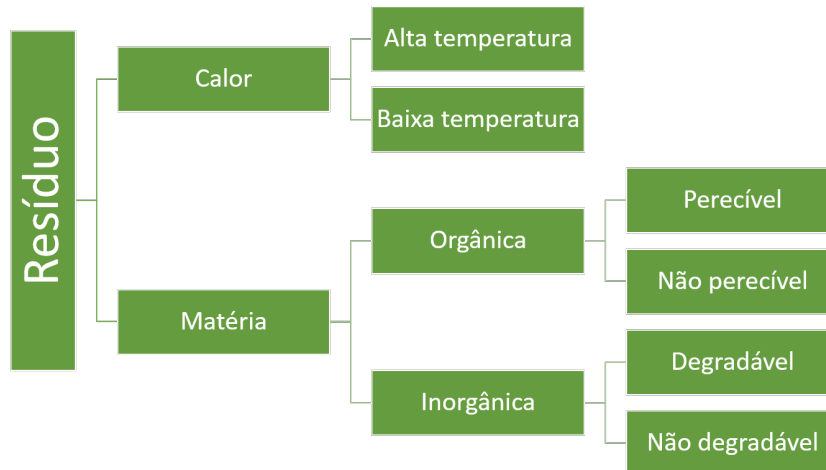 Resíduo
Calor
Alta temperatura
Baixa temperatura
Matéria
Orgânica
Perecível
Não perecível
Inorgânica
Degradável
Não degradável